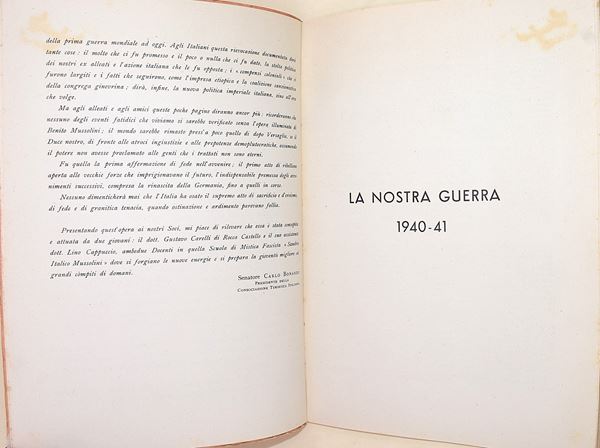 della prima guerra mondiale ad oggi. Agli Italiani questa rievocazione documentata dirà
tante cose : il molto che ci fu promesso e il poco o nulla che ci fu dato, la stolta politica
dei nostri ex alleati e l'azione italiana che le fu opposta ; i « compensi coloniali » che ci
furono largiti e i fatti che seguirono, come l'impresa etiopica e la coalizione sanzionistica
della congrega ginevrina ; dirà, infine, la nuova politica imperiale italiana, sino all'ora
che volge.
Ma agli alleati e agli amici queste poche pagine diranno ancor più ; ricorderanno che
nessuno degli eventi fatidici che viviamo si sarebbe verificato senza l'opera illuminata di
Benito Mussolini ; il mondo sarebbe rimasto press'a poco quello di dopo Versaglia, se il
Duce nostro, di fronte alle atroci ingiustizie e alle prepotenze demoplutocratiche, assumendo
il potere non avesse proclamato alle genti che i trattati non sono eterni.
Fu quella la prima affermazione di fede nell'avvenire ; il primo atto di ribellione
aperta alle vecchie forze che imprigionavano il futuro, l'indispensabile premessa degli avve-
nimenti successivi, compresa la rinascita della Germania, fino a quelli in corso.
Nessuno dimenticherà mai che l'Italia ha osato il supremo atto di sacrificio e d'eroismo,
di fede e di granitica tenacia, quando ostinazione e ardimento parevano follia.
Presentando quest'opera ai nostri Soci, mi piace di rilevare che essa è stata concepita
e attuata da due giovani : il dott. Gustavo Carelli di Rocca Castello e il suo assistente
dott. Lino Cappuccio, ambedue Docenti in quella Scuola di Mistica Fascista « Sandro
Italico Mussolini » dove si forgiano le nuove energie e si prepara la gioventù migliore ai
grandi còmpiti di domani.
Senatore CARLO BONARDI
PRESIDENTE DELLA
CONSOCIAZIONE TURISTICA ITALIANA
LA NOSTRA GUERRA
1940-41